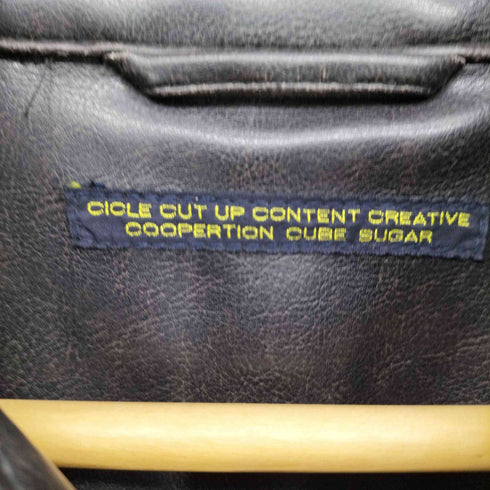 CICLE CUT UP CONTENT CREATIVE
COOPERTION CUBE SUGAR